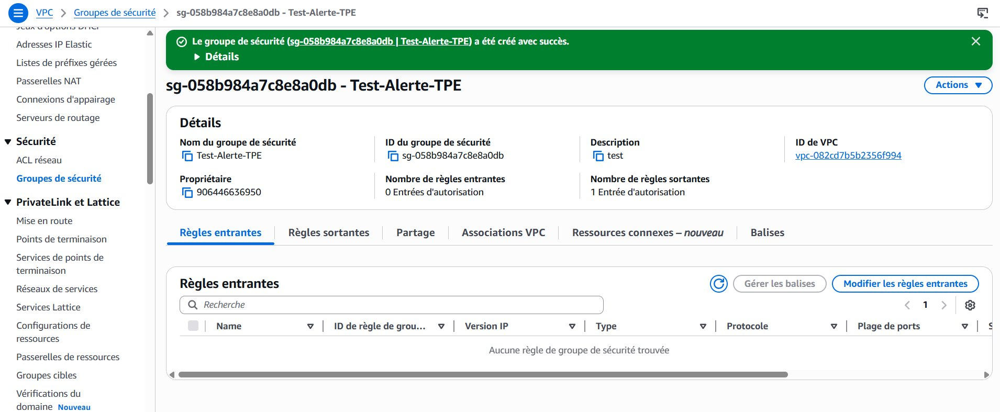 VPC > Groupes de sécurité > sg-058b984a7c8e8a0db - Test-Alerte-TPE
Jeux d'options DHCP
Adresses IP Elastic
Listes de préfixes gérées
Passerelles NAT
Connexions d'appairage
Serveurs de routage
Sécurité
ACL réseau
Groupes de sécurité
PrivateLink et Lattice
Mise en route
Points de terminaison
Services de points de
terminaison
Réseaux de services
Services Lattice
Configurations de
ressources
Passerelles de ressources
Groupes cibles
Vérifications du
domaine Nouveau
Le groupe de sécurité (sg-058b984a7c8e8a0db | Test-Alerte-TPE) a été créé avec succès.
Détails
sg-058b984a7c8e8a0db - Test-Alerte-TPE
Actions
Détails
Nom du groupe de sécurité
Test-Alerte-TPE
ID du groupe de sécurité
sg-058b984a7c8e8a0db
Description
test
ID de VPC
vpc-082cd7b5b2356f994
Propriétaire
906446636950
Nombre de règles entrantes
0 Entrées d'autorisation
Nombre de règles sortantes
1 Entrée d'autorisation
Règles entrantes
Règles sortantes
Partage
Associations VPC
Ressources connexes – nouveau
Balises
Règles entrantes
Gérer les balises
Modifier les règles entrantes
Recherche
1
Name
ID de règle de grou...
Version IP
Type
Protocole
Plage de ports
Aucune règle de groupe de sécurité trouvée